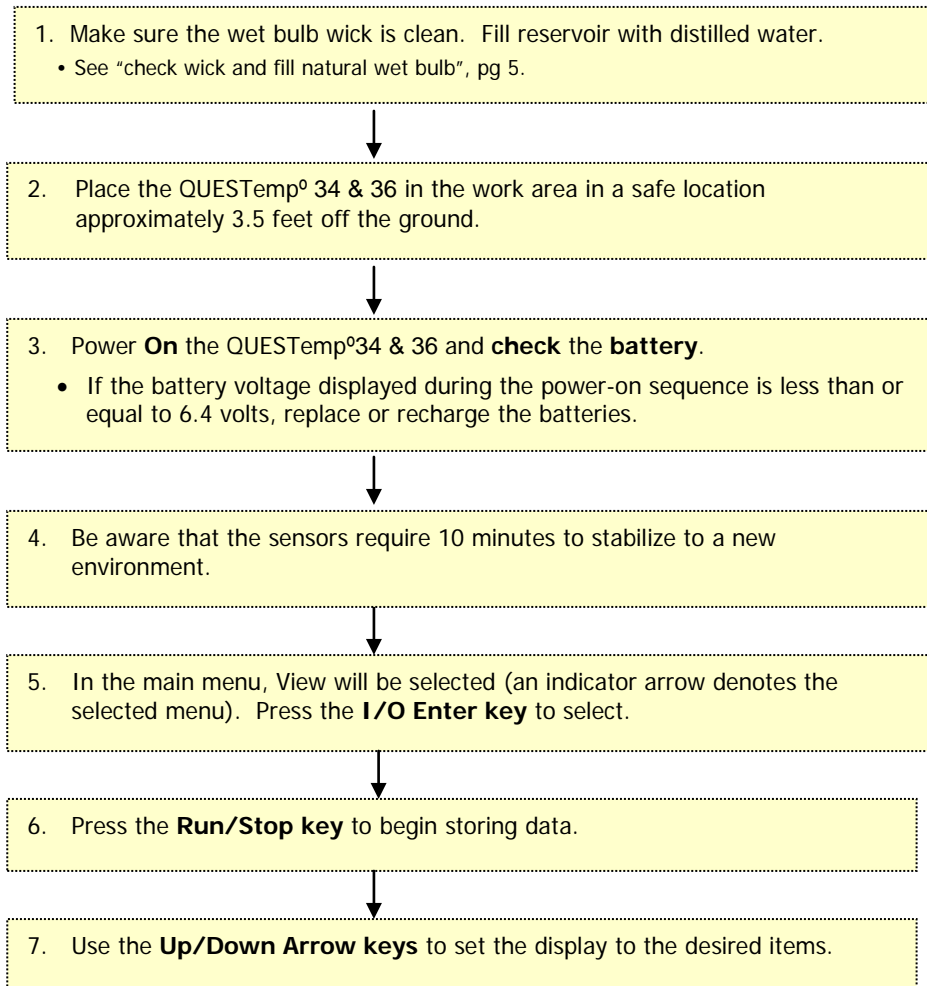 1. Make sure the wet bulb wick is clean. Fill reservoir with distilled water.
• See “check wick and fill natural wet bulb”, pg 5.
2. Place the QUESTempº 34 & 36 in the work area in a safe location
approximately 3.5 feet off the ground.
3. Power On the QUESTempº34 & 36 and check the battery.
• If the battery voltage displayed during the power-on sequence is less than or
equal to 6.4 volts, replace or recharge the batteries.
4. Be aware that the sensors require 10 minutes to stabilize to a new
environment.
5. In the main menu, View will be selected (an indicator arrow denotes the
selected menu). Press the I/O Enter key to select.
6. Press the Run/Stop key to begin storing data.
7. Use the Up/Down Arrow keys to set the display to the desired items.